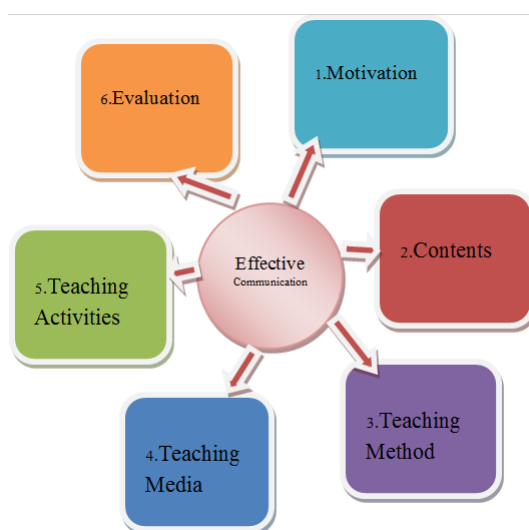 Effective
Communication
1.Motivation
2.Contents
3.Teaching
Method
4.Teaching
Media
5.Teaching
Activities
6.Evaluation